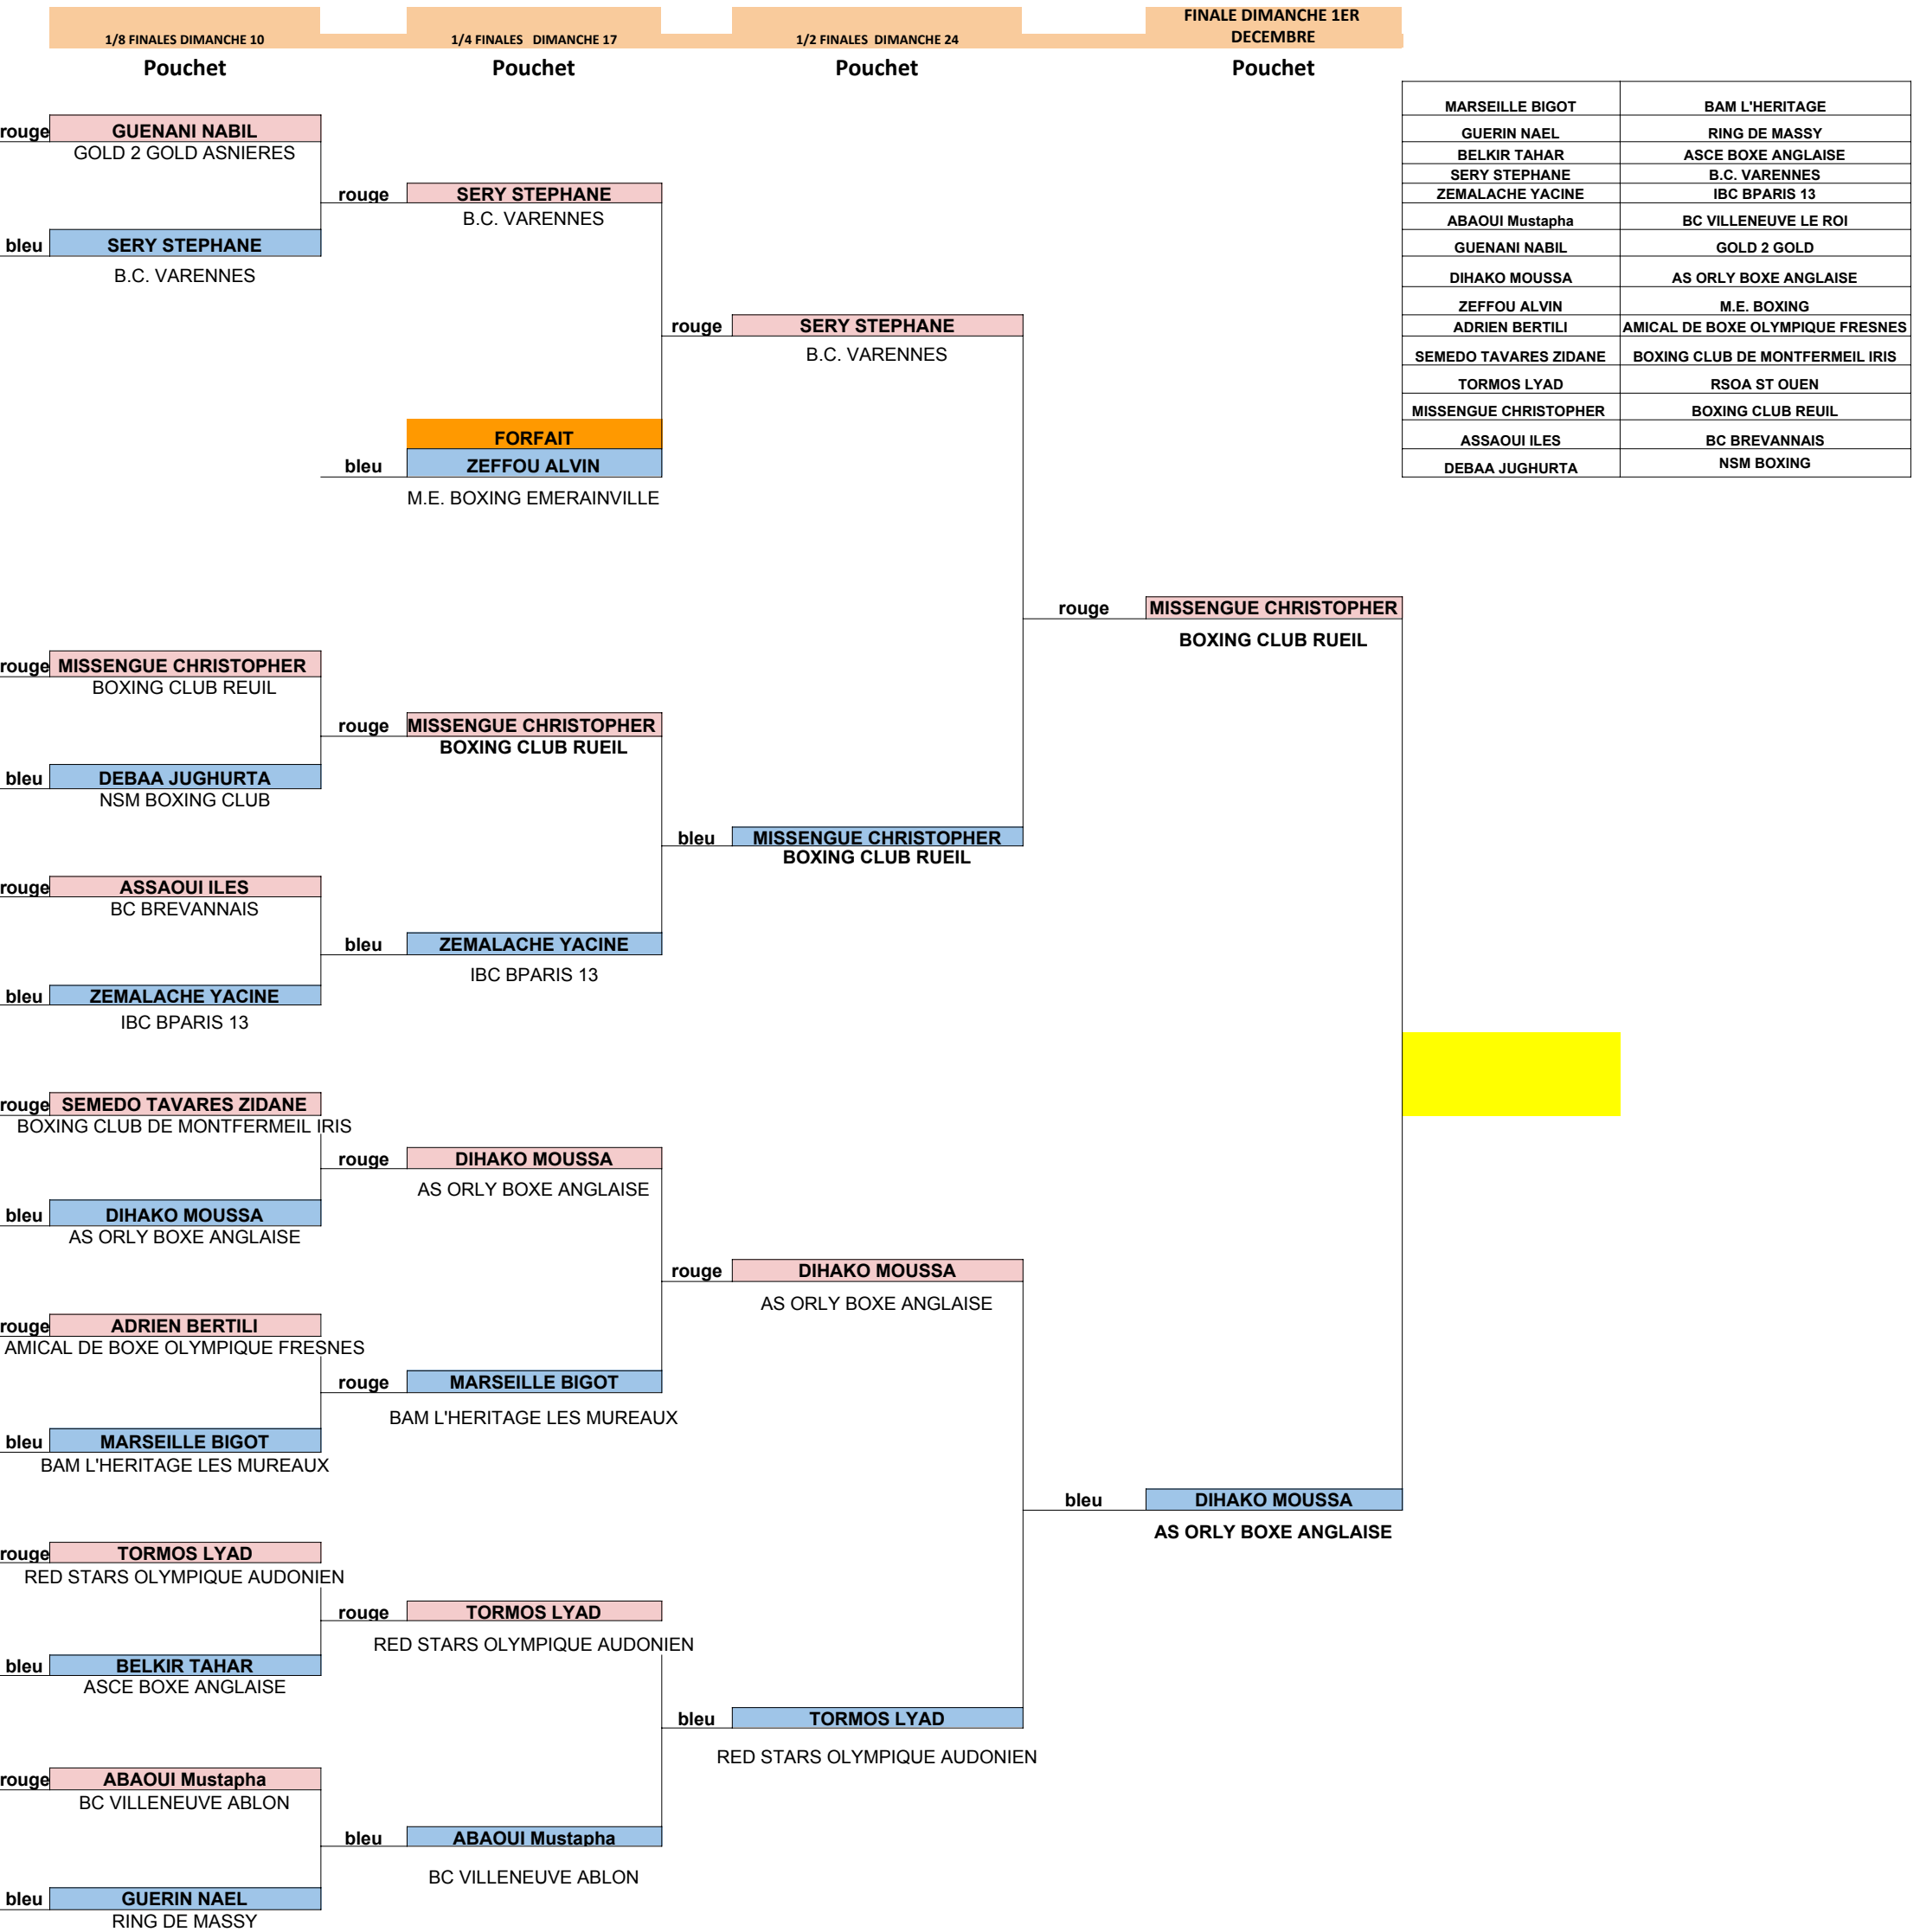 1/8 FINALES DIMANCHE 10
1/4 FINALES DIMANCHE 17
1/2 FINALES DIMANCHE 24
FINALE DIMANCHE 1ER
DECEMBRE
Pouchet
Pouchet
Pouchet
Pouchet
rouge GUENANI NABIL
GOLD 2 GOLD ASNIERES
bleu SERY STEPHANE
B.C. VARENNES
rouge MISSENGUE CHRISTOPHER
BOXING CLUB REUIL
bleu DEBAA JUGHURTA
NSM BOXING CLUB
rouge ASSAOUI ILES
BC BREVANNAIS
bleu ZEMALACHE YACINE
IBC BPARIS 13
rouge SEMEDO TAVARES ZIDANE
BOXING CLUB DE MONTFERMEIL IRIS
bleu DIHAKO MOUSSA
AS ORLY BOXE ANGLAISE
rouge ADRIEN BERTILI
AMICAL DE BOXE OLYMPIQUE FRESNES
bleu MARSEILLE BIGOT
BAM L'HERITAGE LES MUREAUX
rouge TORMOS LYAD
RED STARS OLYMPIQUE AUDONIEN
bleu BELKIR TAHAR
ASCE BOXE ANGLAISE
rouge ABAOUI Mustapha
BC VILLENEUVE ABLON
bleu GUERIN NAEL
RING DE MASSY
rouge SERY STEPHANE
B.C. VARENNES
FORFAIT
bleu ZEFFOU ALVIN
M.E. BOXING EMERAINVILLE
rouge MISSENGUE CHRISTOPHER
BOXING CLUB RUEIL
bleu ZEMALACHE YACINE
IBC BPARIS 13
rouge DIHAKO MOUSSA
AS ORLY BOXE ANGLAISE
rouge MARSEILLE BIGOT
BAM L'HERITAGE LES MUREAUX
rouge TORMOS LYAD
RED STARS OLYMPIQUE AUDONIEN
bleu ABAOUI Mustapha
BC VILLENEUVE ABLON
rouge SERY STEPHANE
B.C. VARENNES
bleu MISSENGUE CHRISTOPHER
BOXING CLUB RUEIL
rouge DIHAKO MOUSSA
AS ORLY BOXE ANGLAISE
bleu TORMOS LYAD
RED STARS OLYMPIQUE AUDONIEN
rouge MISSENGUE CHRISTOPHER
BOXING CLUB RUEIL
bleu DIHAKO MOUSSA
AS ORLY BOXE ANGLAISE
MARSEILLE BIGOT BAM L'HERITAGE
GUERIN NAEL RING DE MASSY
BELKIR TAHAR ASCE BOXE ANGLAISE
SERY STEPHANE B.C. VARENNES
ZEMALACHE YACINE IBC BPARIS 13
ABAOUI Mustapha BC VILLENEUVE LE ROI
GUENANI NABIL GOLD 2 GOLD
DIHAKO MOUSSA AS ORLY BOXE ANGLAISE
ZEFFOU ALVIN M.E. BOXING
ADRIEN BERTILI AMICAL DE BOXE OLYMPIQUE FRESNES
SEMEDO TAVARES ZIDANE BOXING CLUB DE MONTFERMEIL IRIS
TORMOS LYAD RSOA ST OUEN
MISSENGUE CHRISTOPHER BOXING CLUB REUIL
ASSAOUI ILES BC BREVANNAIS
DEBAA JUGHURTA NSM BOXING